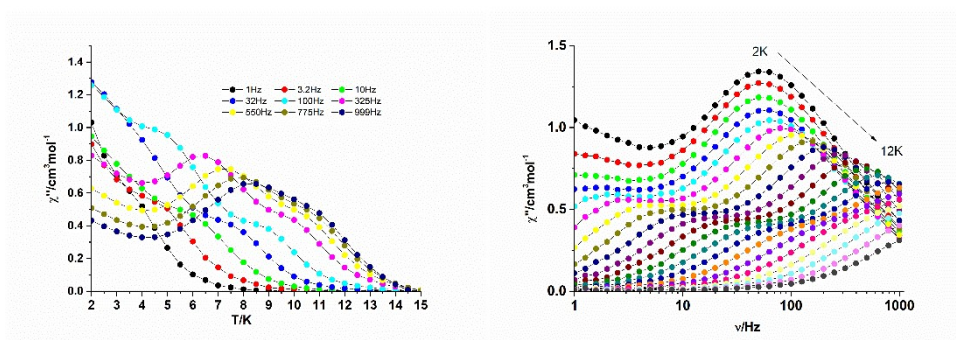 χ''/cm³mol⁻¹
1.4
1.2
1.0
0.8
0.6
0.4
0.2
0.0
1Hz 3.2Hz 10Hz
32Hz 100Hz 325Hz
550Hz 775Hz 999Hz
2 3 4 5 6 7 8 9 10 11 12 13 14 15
T/K
χ''/cm³mol⁻¹
1.5
1.0
0.5
0.0
2K
12K
1 10 100 1000
ν/Hz